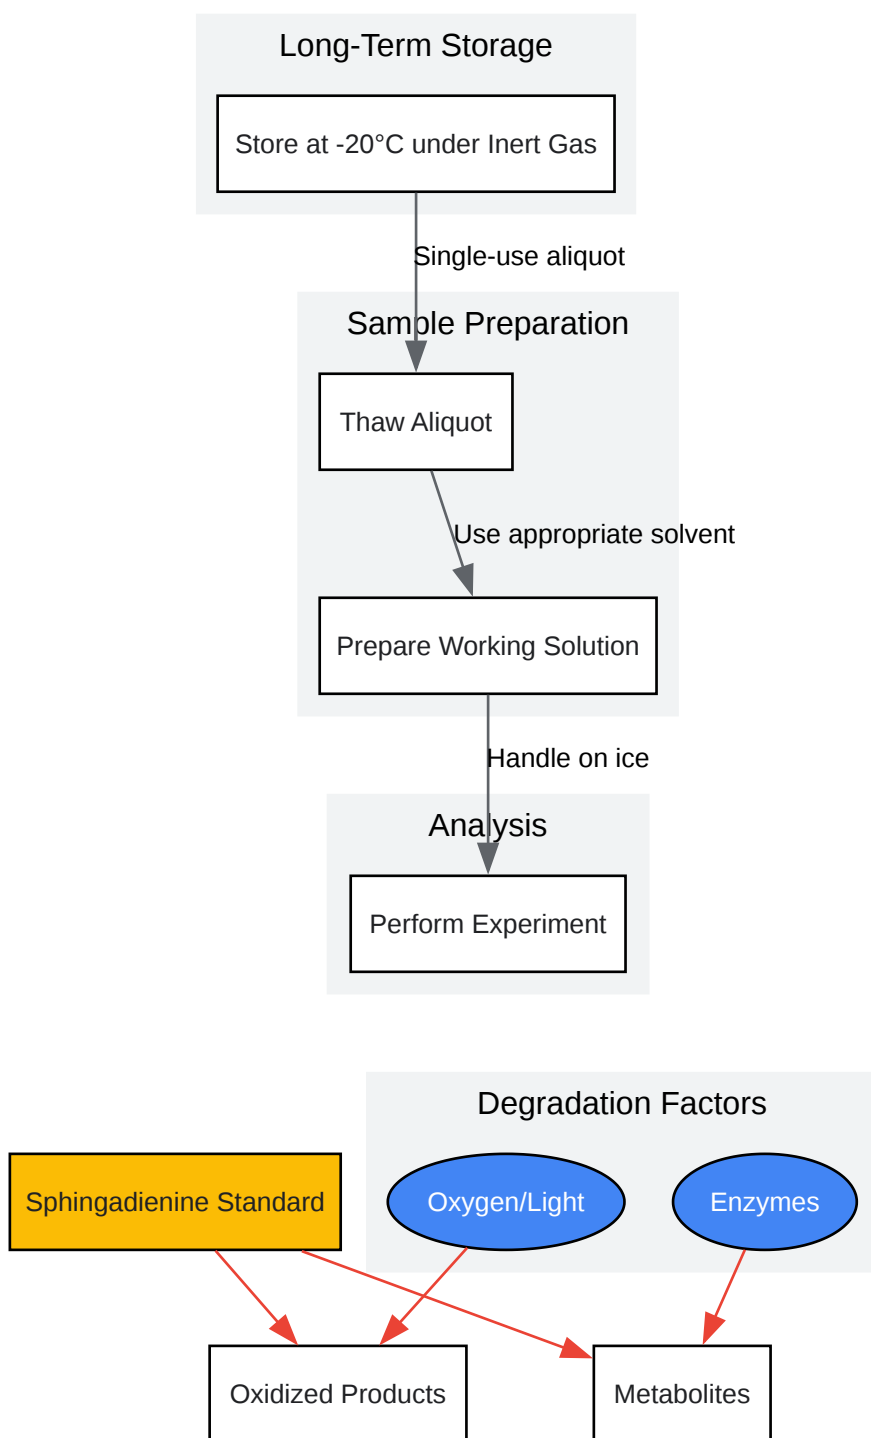 Long-Term Storage
Store at -20°C under Inert Gas
Single-use aliquot
Sample Preparation
Thaw Aliquot
Use appropriate solvent
Prepare Working Solution
Handle on ice
Analysis
Perform Experiment
Degradation Factors
Sphingadienine Standard
Oxygen/Light
Enzymes
Oxidized Products
Metabolites